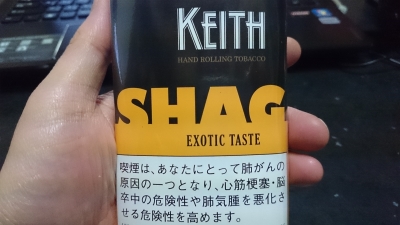 KEITH
HAND ROLLING TOBACCO
SHAG
EXOTIC TASTE
喫煙は、あなたにとって肺がんの
原因の一つとなり、心筋梗塞・脳
卒中の危険性や肺気腫を悪化さ
せる危険性を高めます。